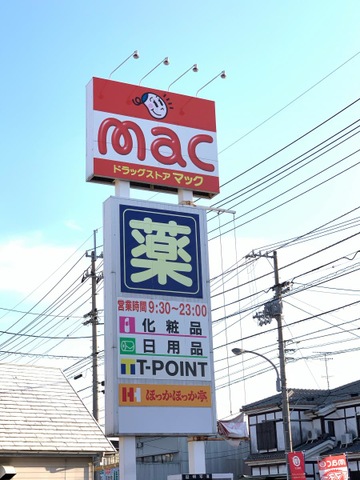 mac
ドラッグストア マック
薬
営業時間 9:30~23:00
化粧品
日用品
T-POINT
ほっかほっか亭